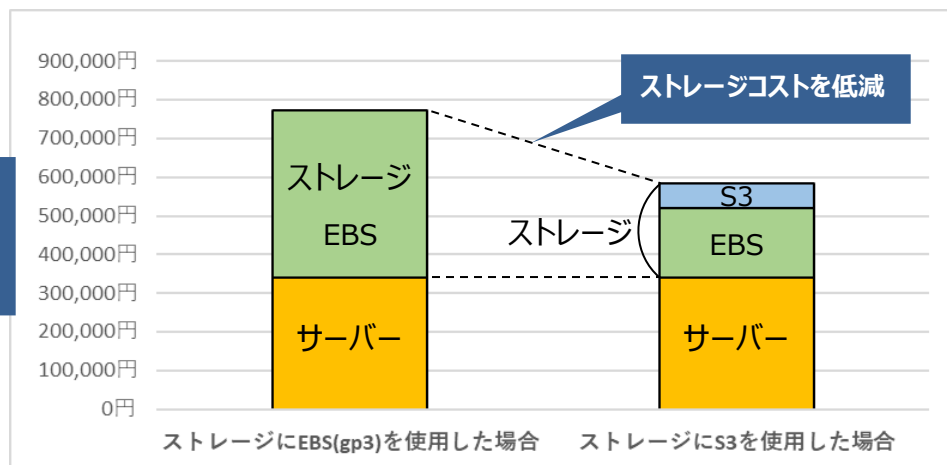 900,000円
800,000円
700,000円
600,000円
500,000円
400,000円
300,000円
200,000円
100,000円
0円
ストレージコストを低減
ストレージ
EBS
サーバー
ストレージ
S3
EBS
サーバー
ストレージにEBS(gp3)を使用した場合
ストレージにS3を使用した場合